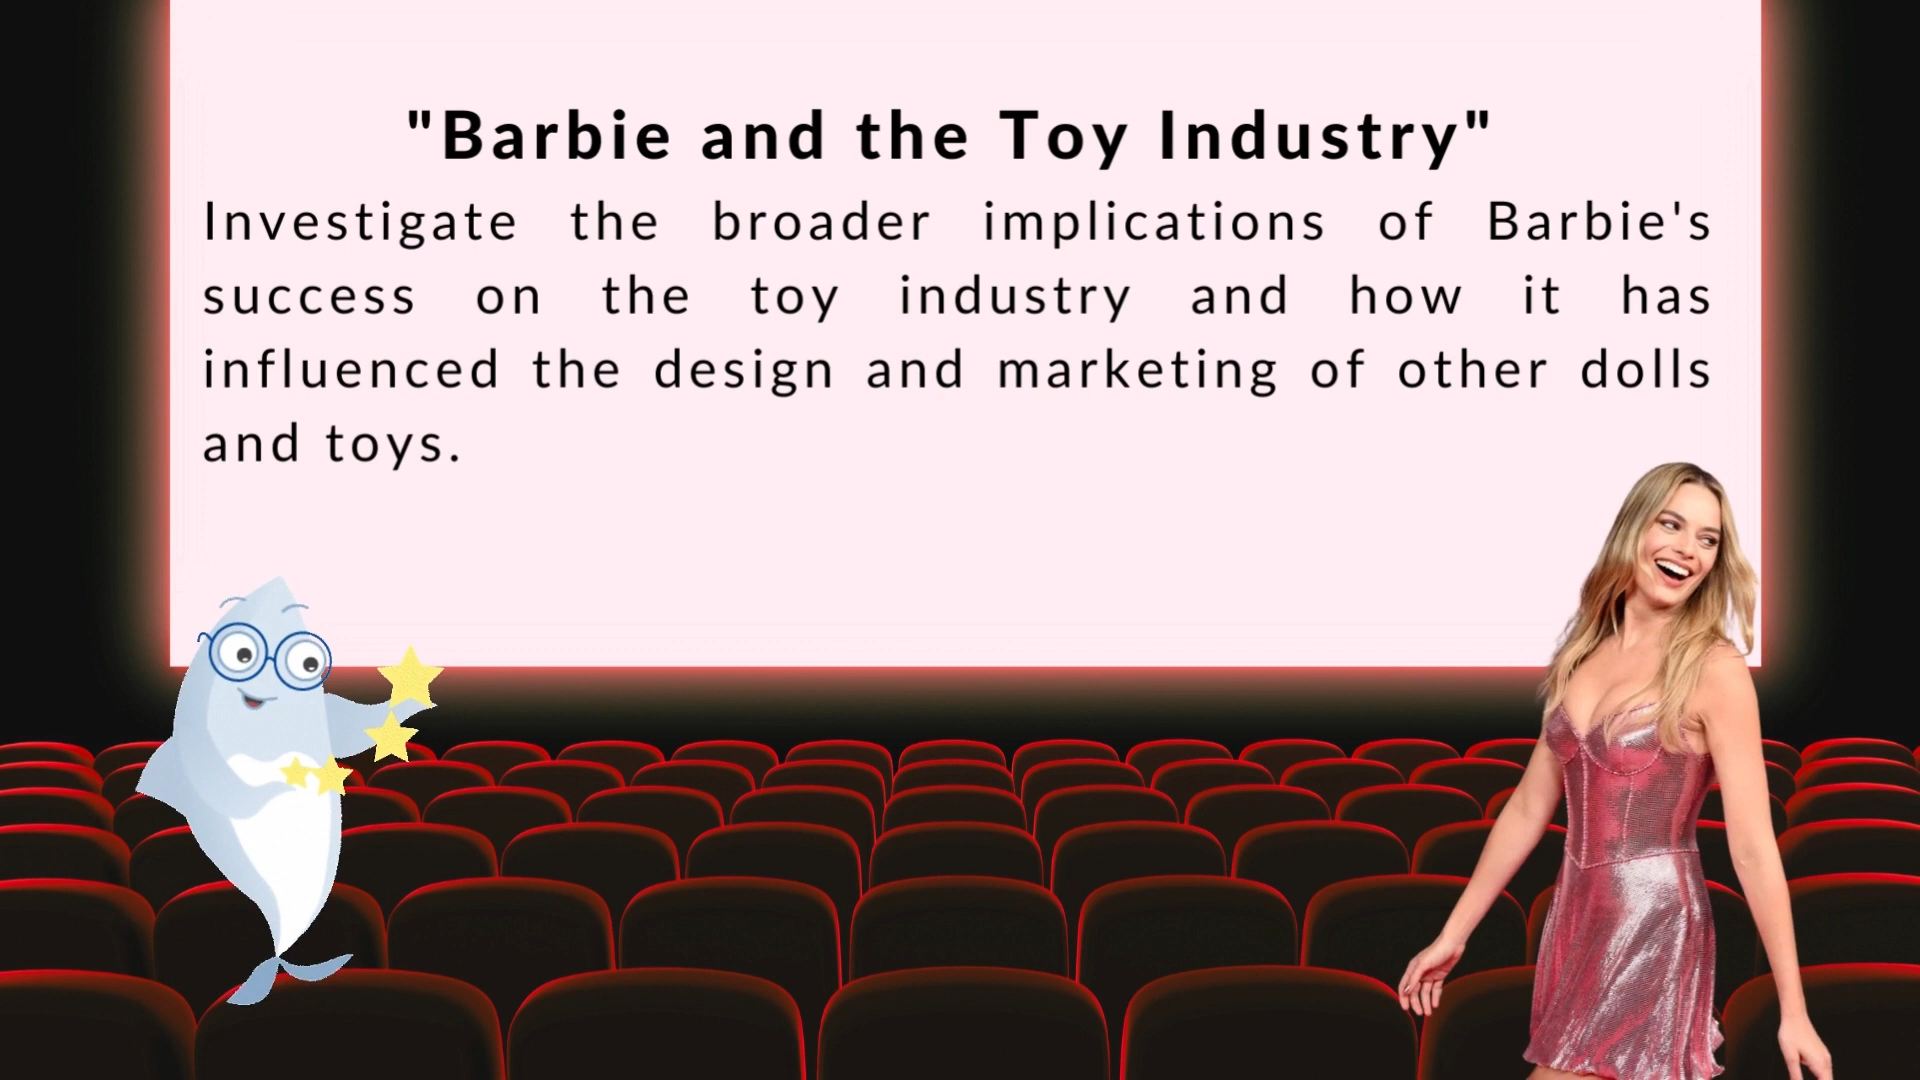 "Barbie and the Toy Industry"
Investigate the broader implications of Barbie's
success on the toy industry and how it has
influenced the design and marketing of other dolls
and toys.